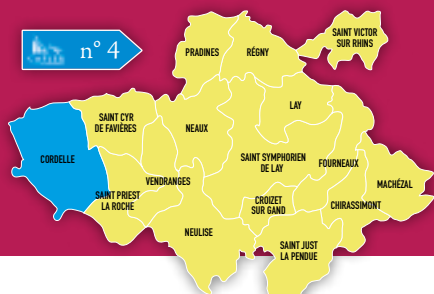 n° 4
SAINT VICTOR
SUR RHINS
PRADINES
RÉGNY
LAY
SAINT CYR
DE FAVIÈRES
NEAUX
CORDELLE
SAINT SYMPHORIEN
DE LAY
FOURNEAUX
VENDRANGES
MACHÉZAL
SAINT PRIEST
LA ROCHE
CROIZET
SUR GAND
CHIRASSIMONT
NEULISE
SAINT JUST
LA PENDUE